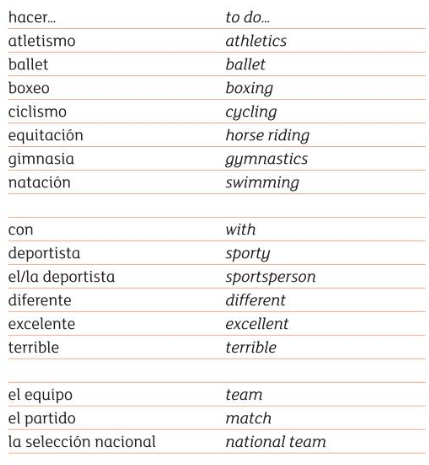 hacer... to do...
atletismo athletics
ballet ballet
boxeo boxing
ciclismo cycling
equitación horse riding
gimnasia gymnastics
natación swimming
con with
deportista sporty
el/la deportista sportsperson
diferente different
excelente excellent
terrible terrible
el equipo team
el partido match
la selección nacional national team